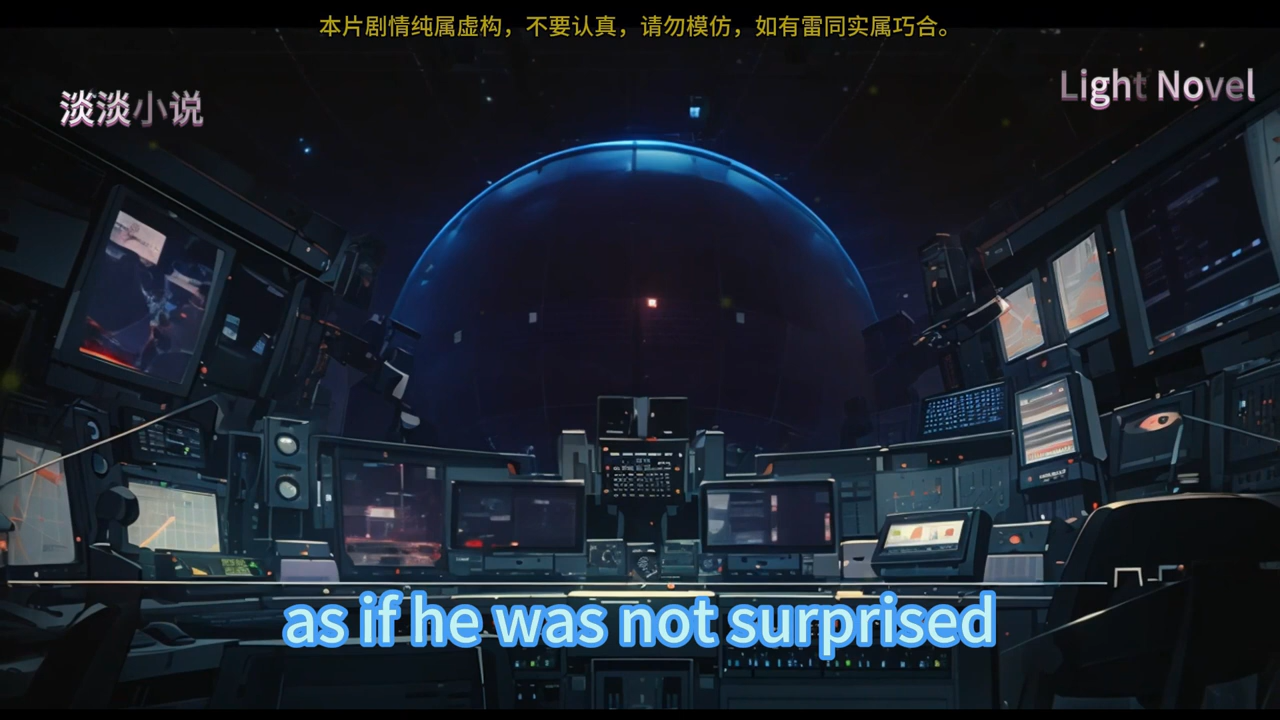 本片剧情纯属虚构，不要认真，请勿模仿，如有雷同实属巧合。
淡淡小说
Light Novel
as if he was not surprised